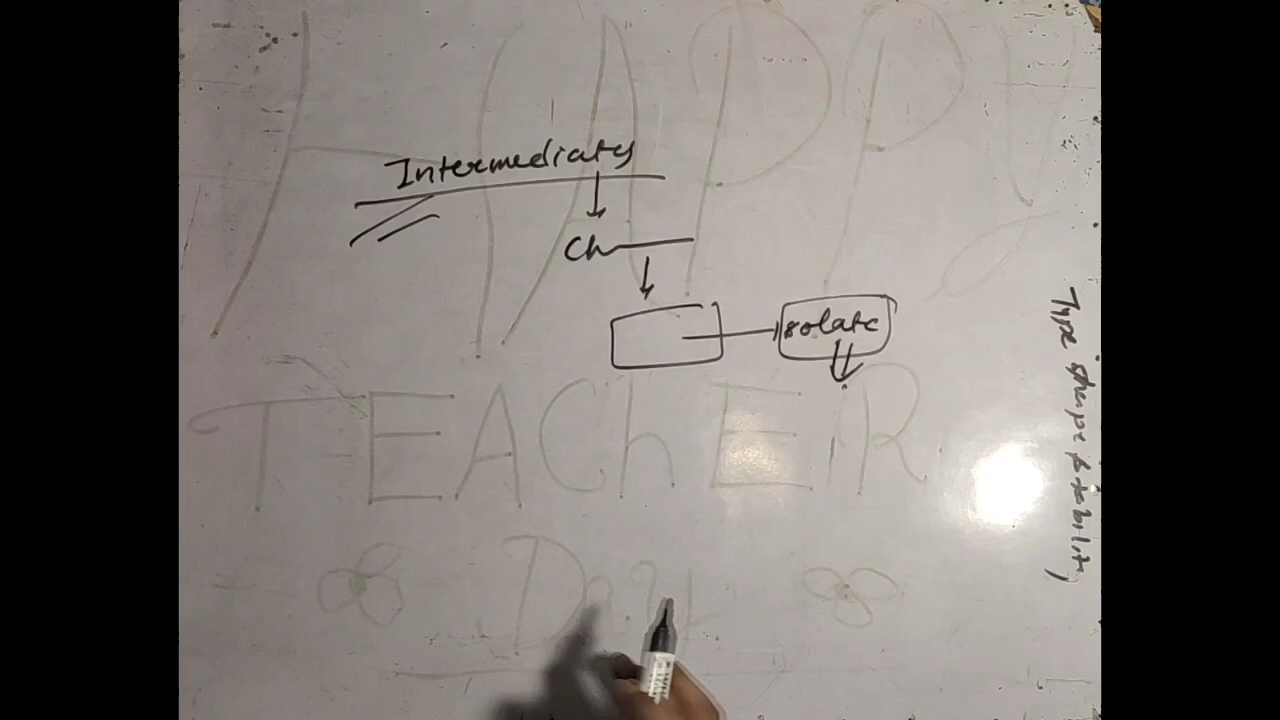 HAPPY
Intermediates
Ch
Isolate
TEAChER
Day
Type shape stability